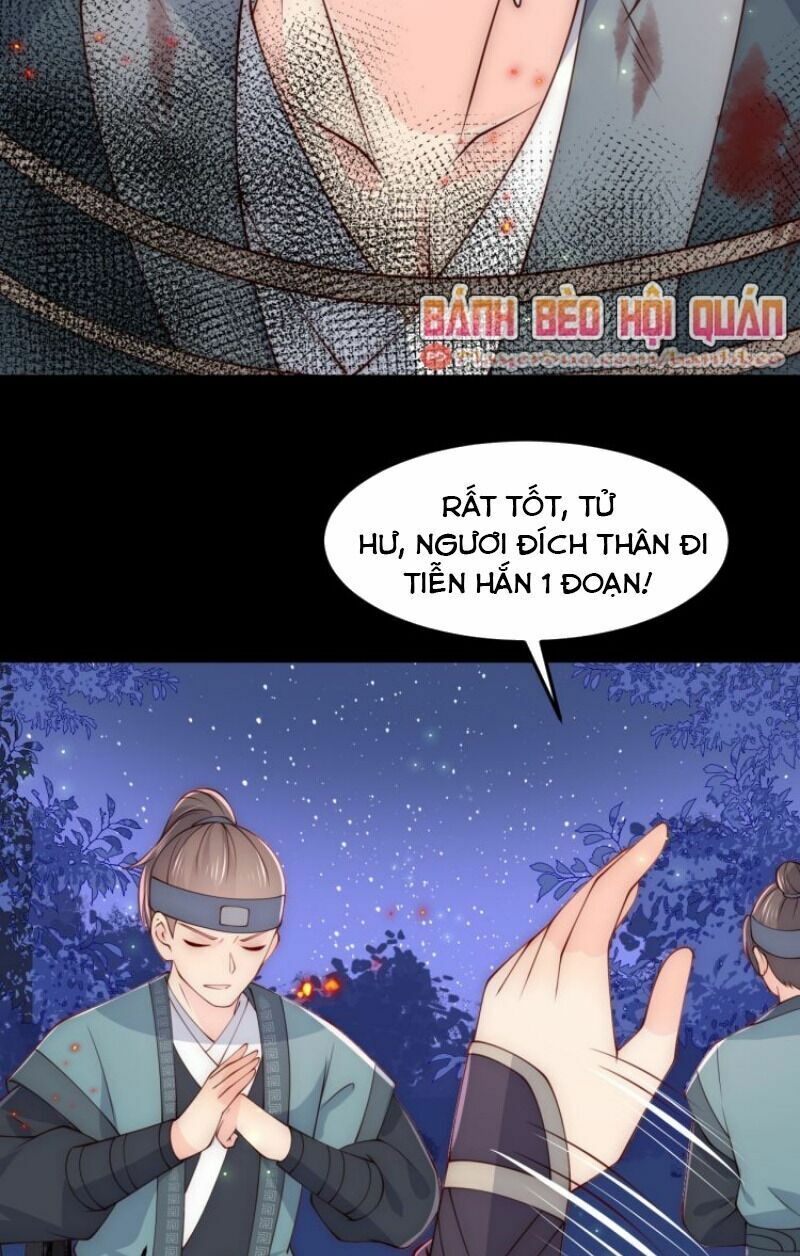 BÁNH BÈO HỘI QUÁN
RẤT TỐT, TỬ
HƯ, NGƯƠI ĐÍCH THÂN ĐI
TIỄN HẮN 1 ĐOẠN!